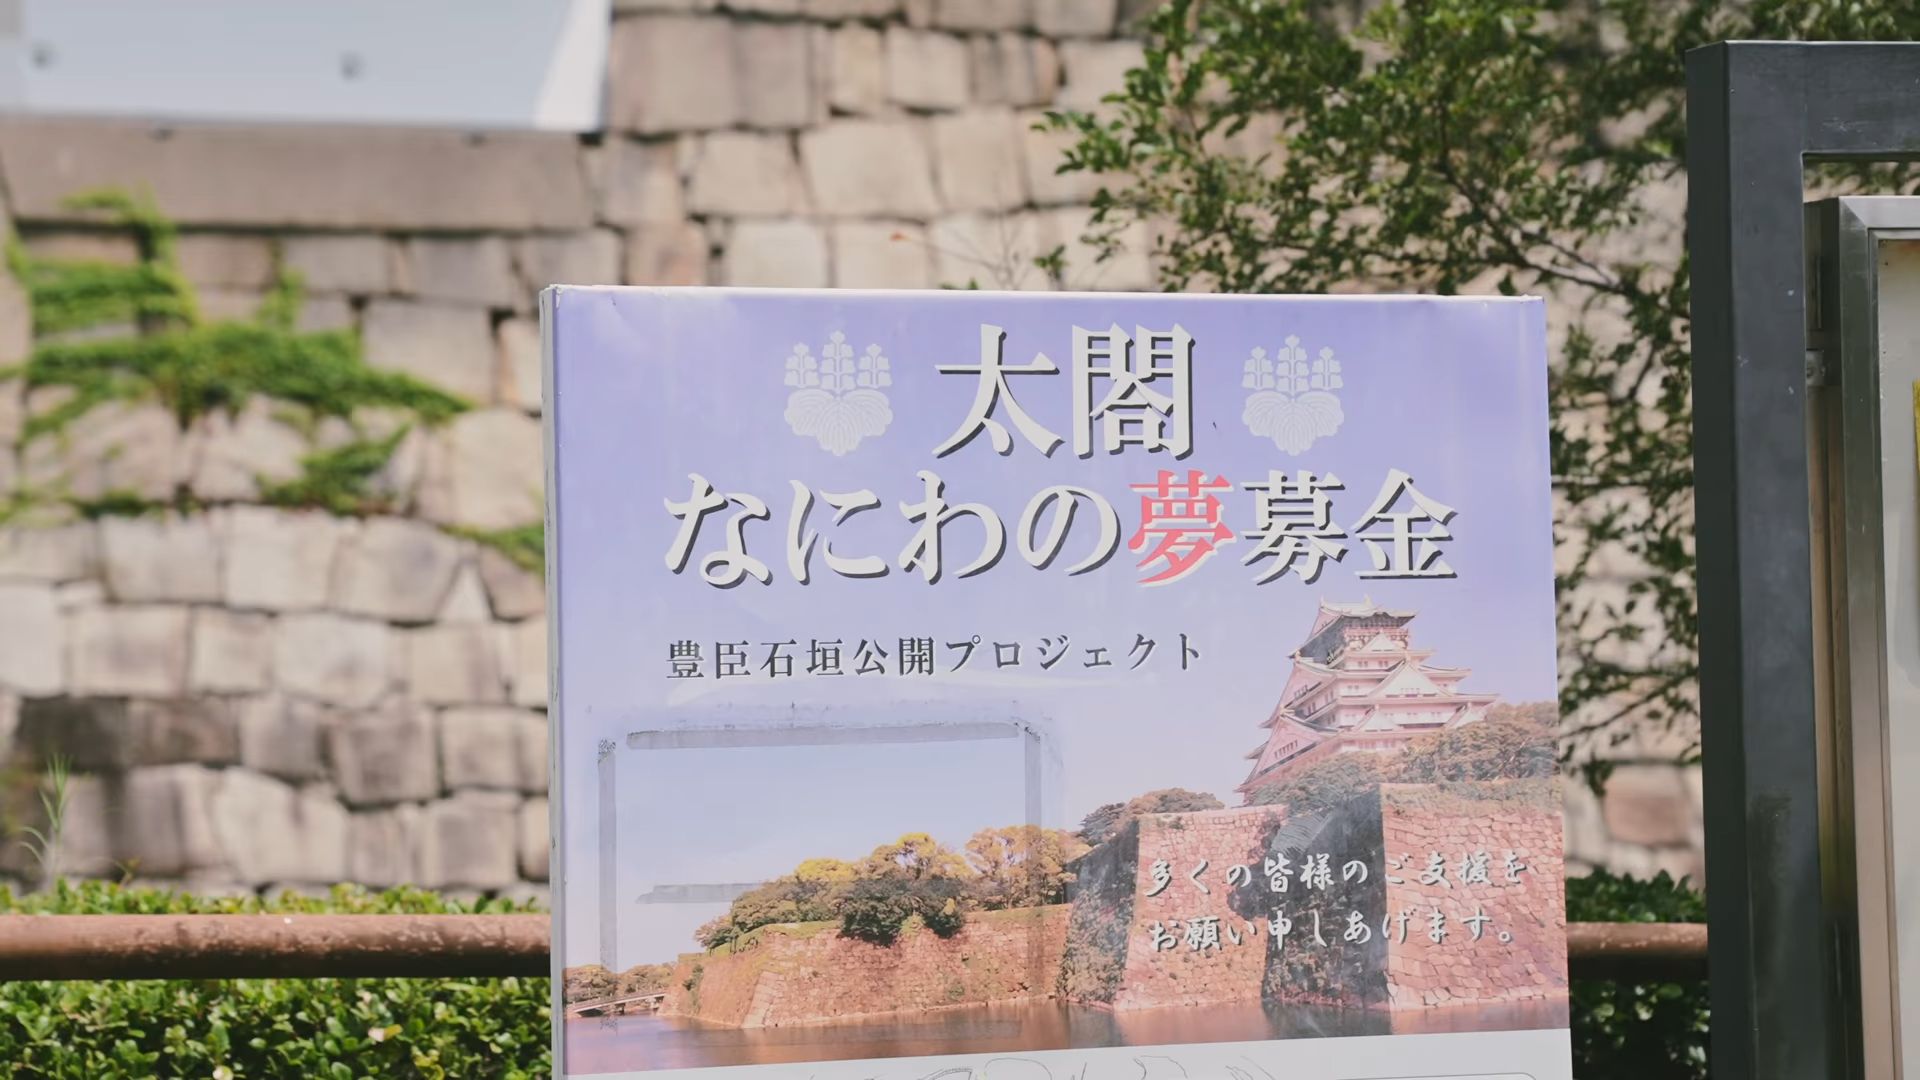 太閤
なにわの夢募金
豊臣石垣公開プロジェクト
多くの皆様のご支援を
お願い申しあげます。